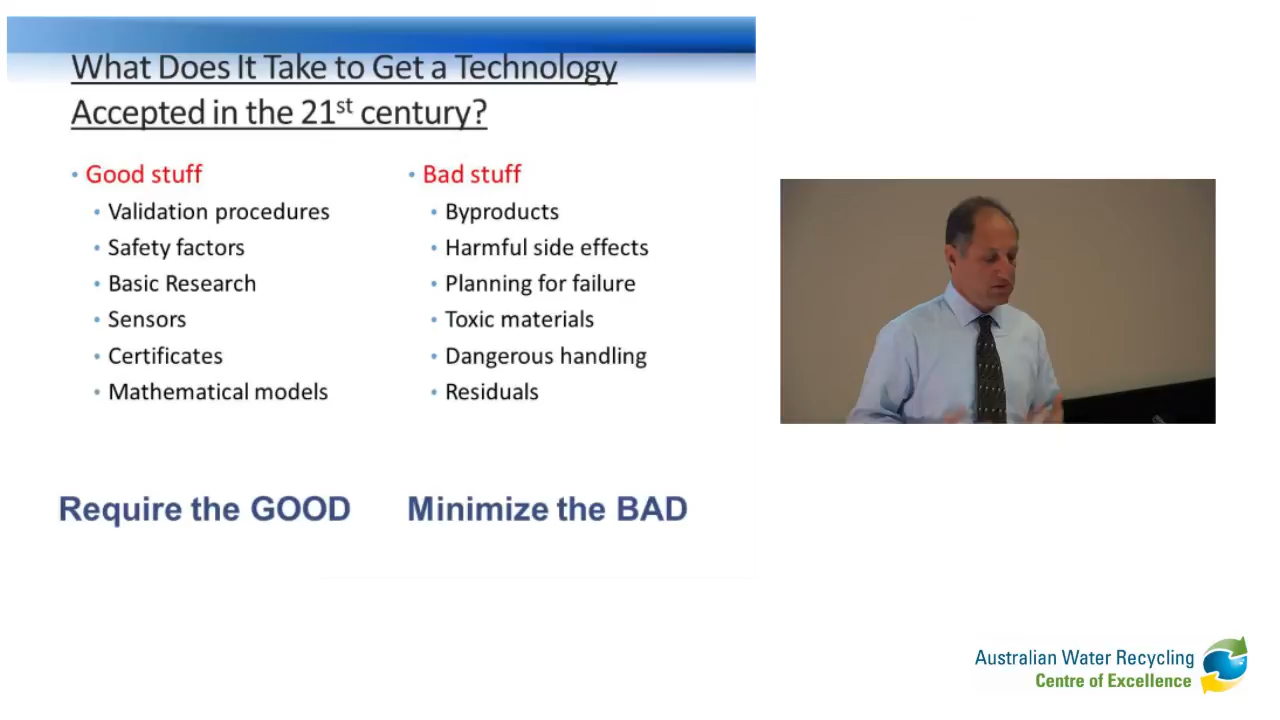 What Does It Take to Get a Technology
Accepted in the 21st century?
• Good stuff
• Validation procedures
• Safety factors
• Basic Research
• Sensors
• Certificates
• Mathematical models
• Bad stuff
• Byproducts
• Harmful side effects
• Planning for failure
• Toxic materials
• Dangerous handling
• Residuals
Require the GOOD
Minimize the BAD
Australian Water Recycling
Centre of Excellence